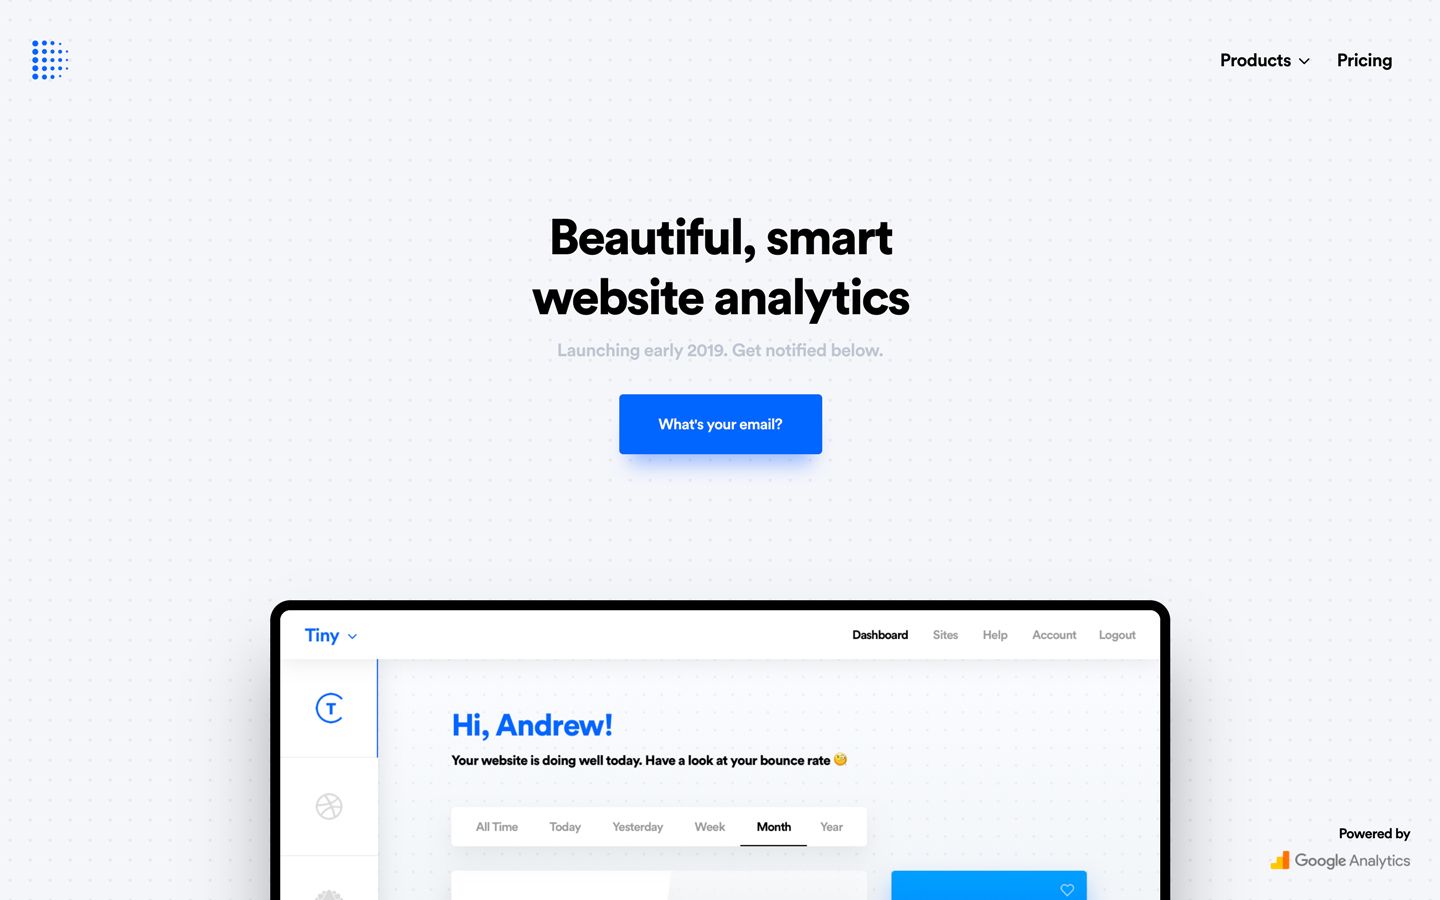 Products Pricing
Beautiful, smart
website analytics
Launching early 2019. Get notified below.
What's your email?
Tiny Dashboard Sites Help Account Logout
T
Hi, Andrew!
Your website is doing well today. Have a look at your bounce rate 🧐
All Time Today Yesterday Week Month Year
Powered by
Google Analytics